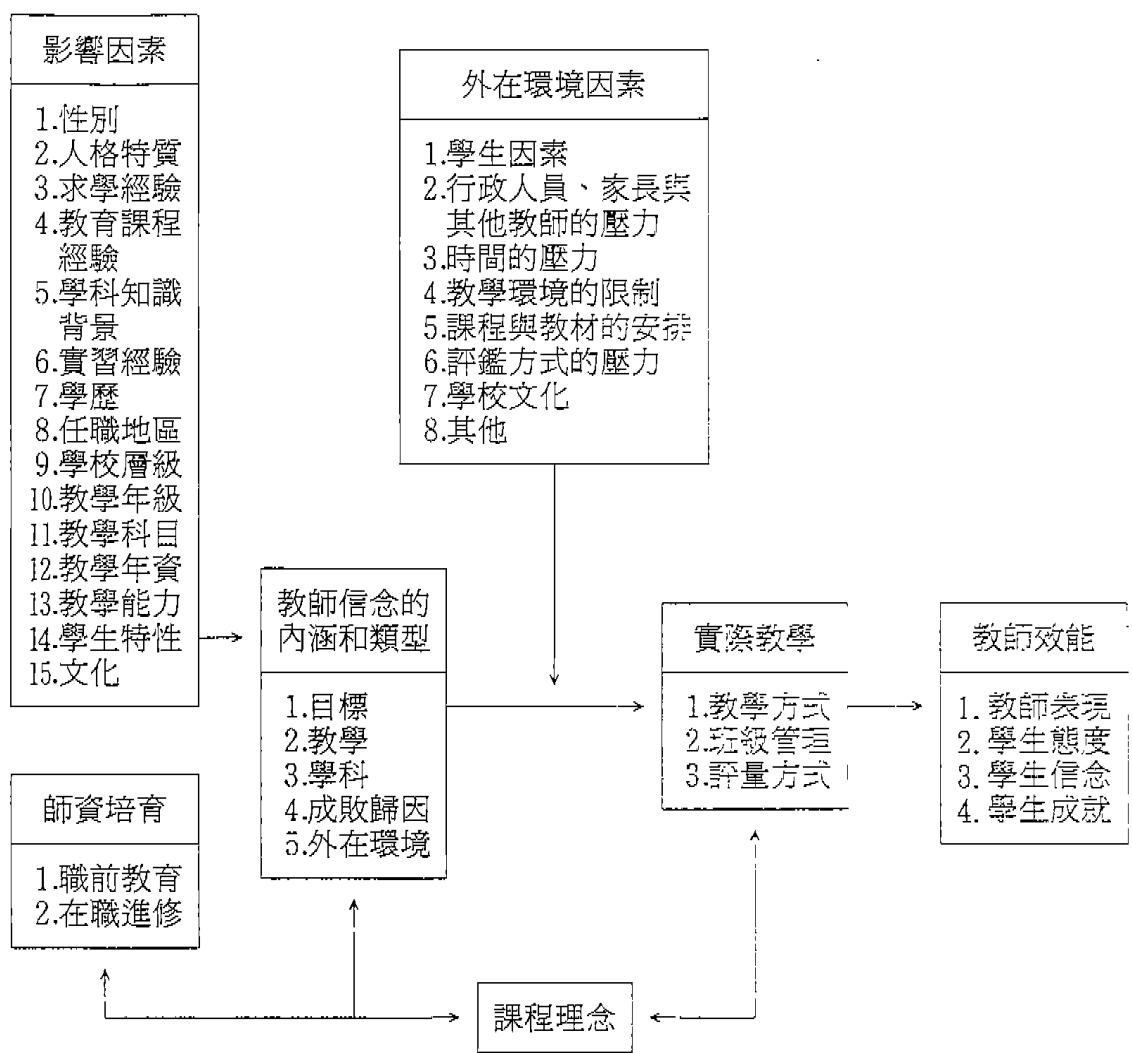 影響因素
1.性別
2.人格特質
3.求學經驗
4.教育課程
經驗
5.學科知識
背景
6.實習經驗
7.學歷
8.任職地區
9.學校層級
10.教學年級
11.教學科目
12.教學年資
13.教學能力
14.學生特性
15.文化
師資培育
1.職前教育
2.在職進修
外在環境因素
1.學生因素
2.行政人員、家長與
其他教師的壓力
3.時間的壓力
4.教學環境的限制
5.課程與教材的安排
6.評鑑方式的壓力
7.學校文化
8.其他
教師信念的
內涵和類型
1.目標
2.教學
3.學科
4.成敗歸因
5.外在環境
實際教學
1.教學方式
2.班級管理
3.評量方式
教師效能
1.教師表現
2.學生態度
3.學生信念
4.學生成就
課程理念